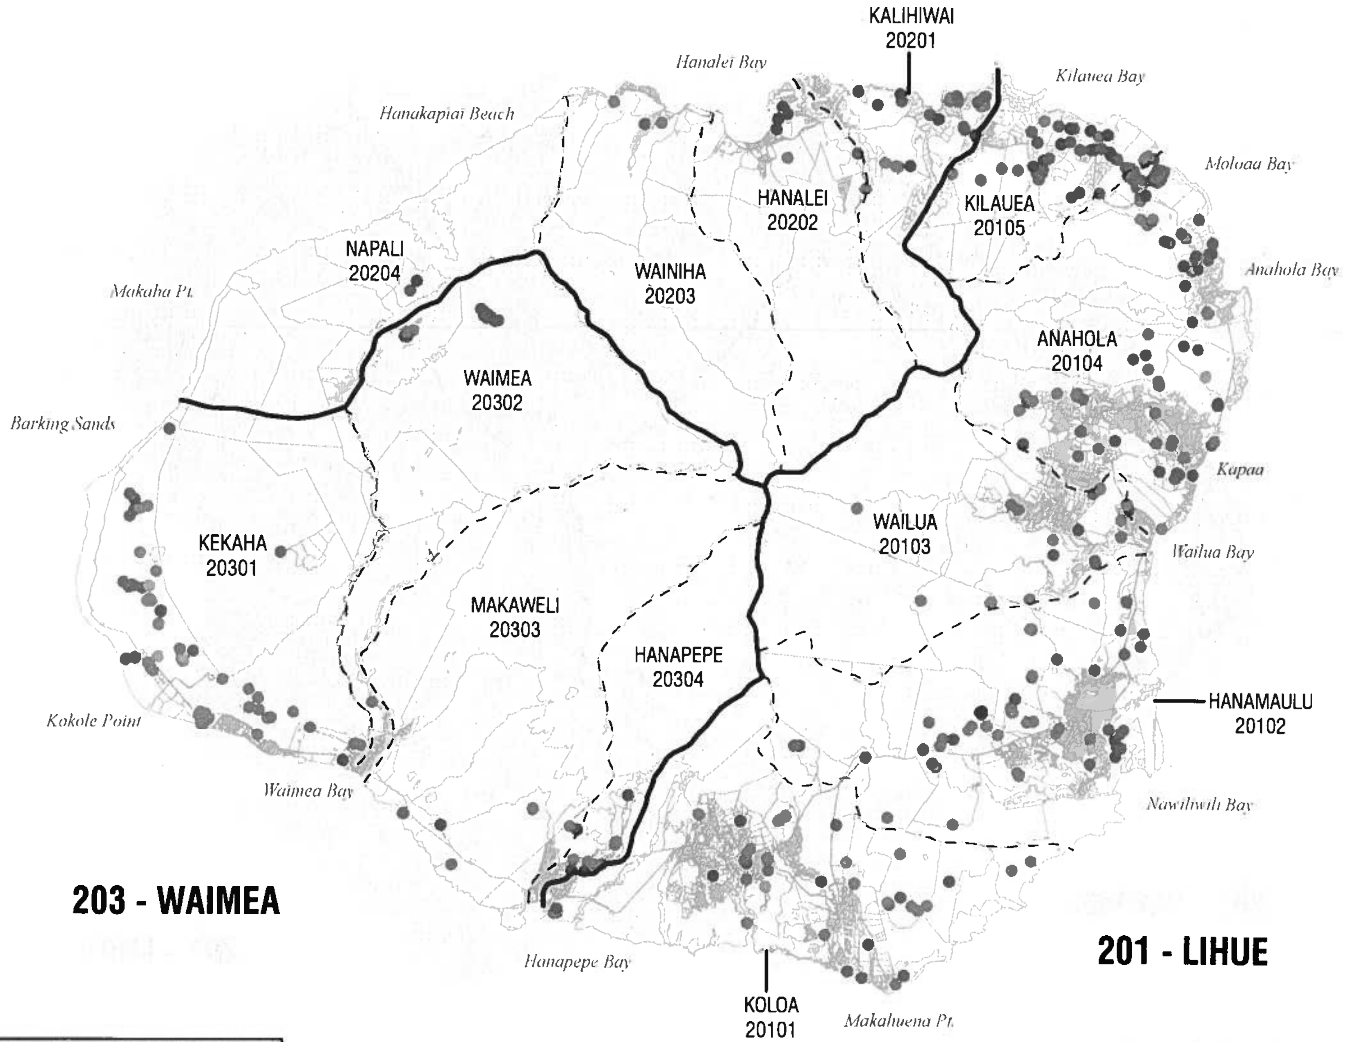 KALIHIWAI
20201
Hanalei Bay
Kilauea Bay
Hanakapiai Beach
Moloaa Bay
HANALEI
20202
KILAUEA
20105
NAPALI
20204
WAINIHA
20203
Anahola Bay
Makaha Pt.
ANAHOLA
20104
WAIMEA
20302
Barking Sands
Kapaa
WAILUA
20103
KEKAHA
20301
Wailua Bay
MAKAWELI
20303
HANAPEPE
20304
HANAMAULU
20102
Kokole Point
Waimea Bay
Nawiliwili Bay
203 - WAIMEA
201 - LIHUE
Hanapepe Bay
KOLOA
20101
Makahuena Pt.